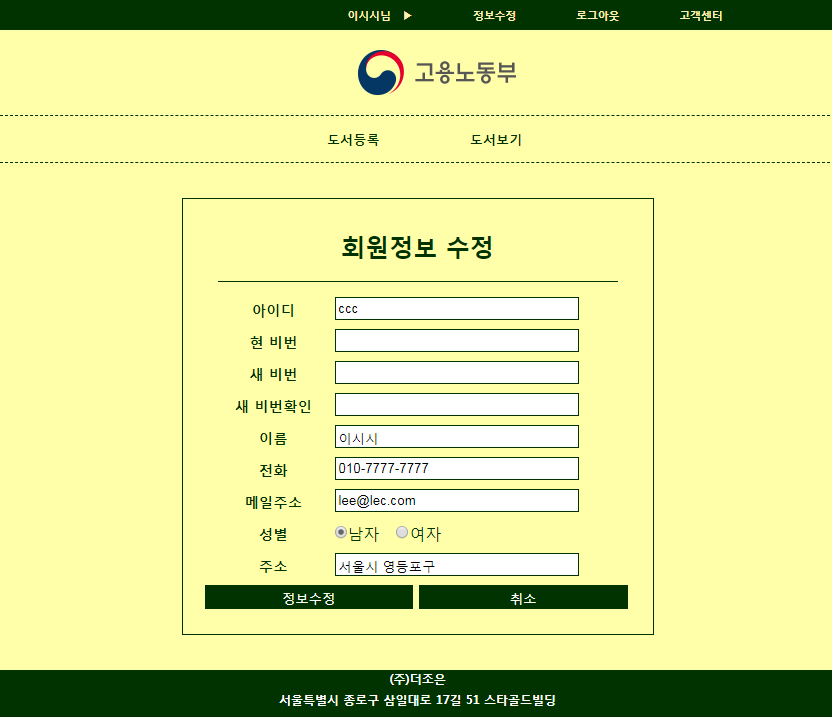 이시시님 ▶ 정보수정 로그아웃 고객센터
고용노동부
도서등록 도서보기
회원정보 수정
아이디 ccc
현 비번
새 비번
새 비번확인
이름 이시시
전화 010-7777-7777
메일주소 lee@lec.com
성별 남자 여자
주소 서울시 영등포구
정보수정 취소
(주)더조은
서울특별시 종로구 삼일대로 17길 51 스타골드빌딩